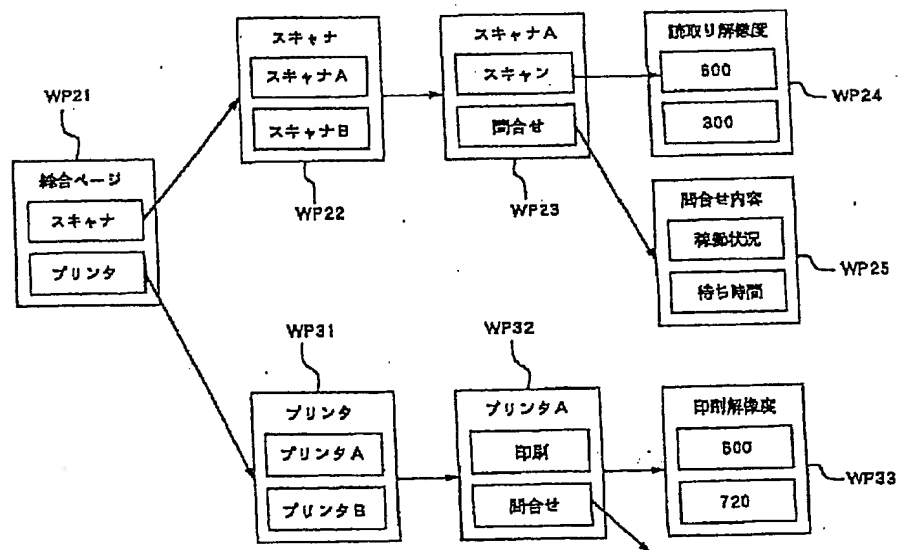 WP21
総合ページ
スキャナ
プリンタ
スキャナ
スキャナA
スキャナB
WP22
スキャナA
スキャン
問合せ
WP23
読取り解像度
600
300
WP24
問合せ内容
稼働状況
待ち時間
WP25
WP31
プリンタ
プリンタA
プリンタB
WP32
プリンタA
印刷
問合せ
印刷解像度
600
720
WP33